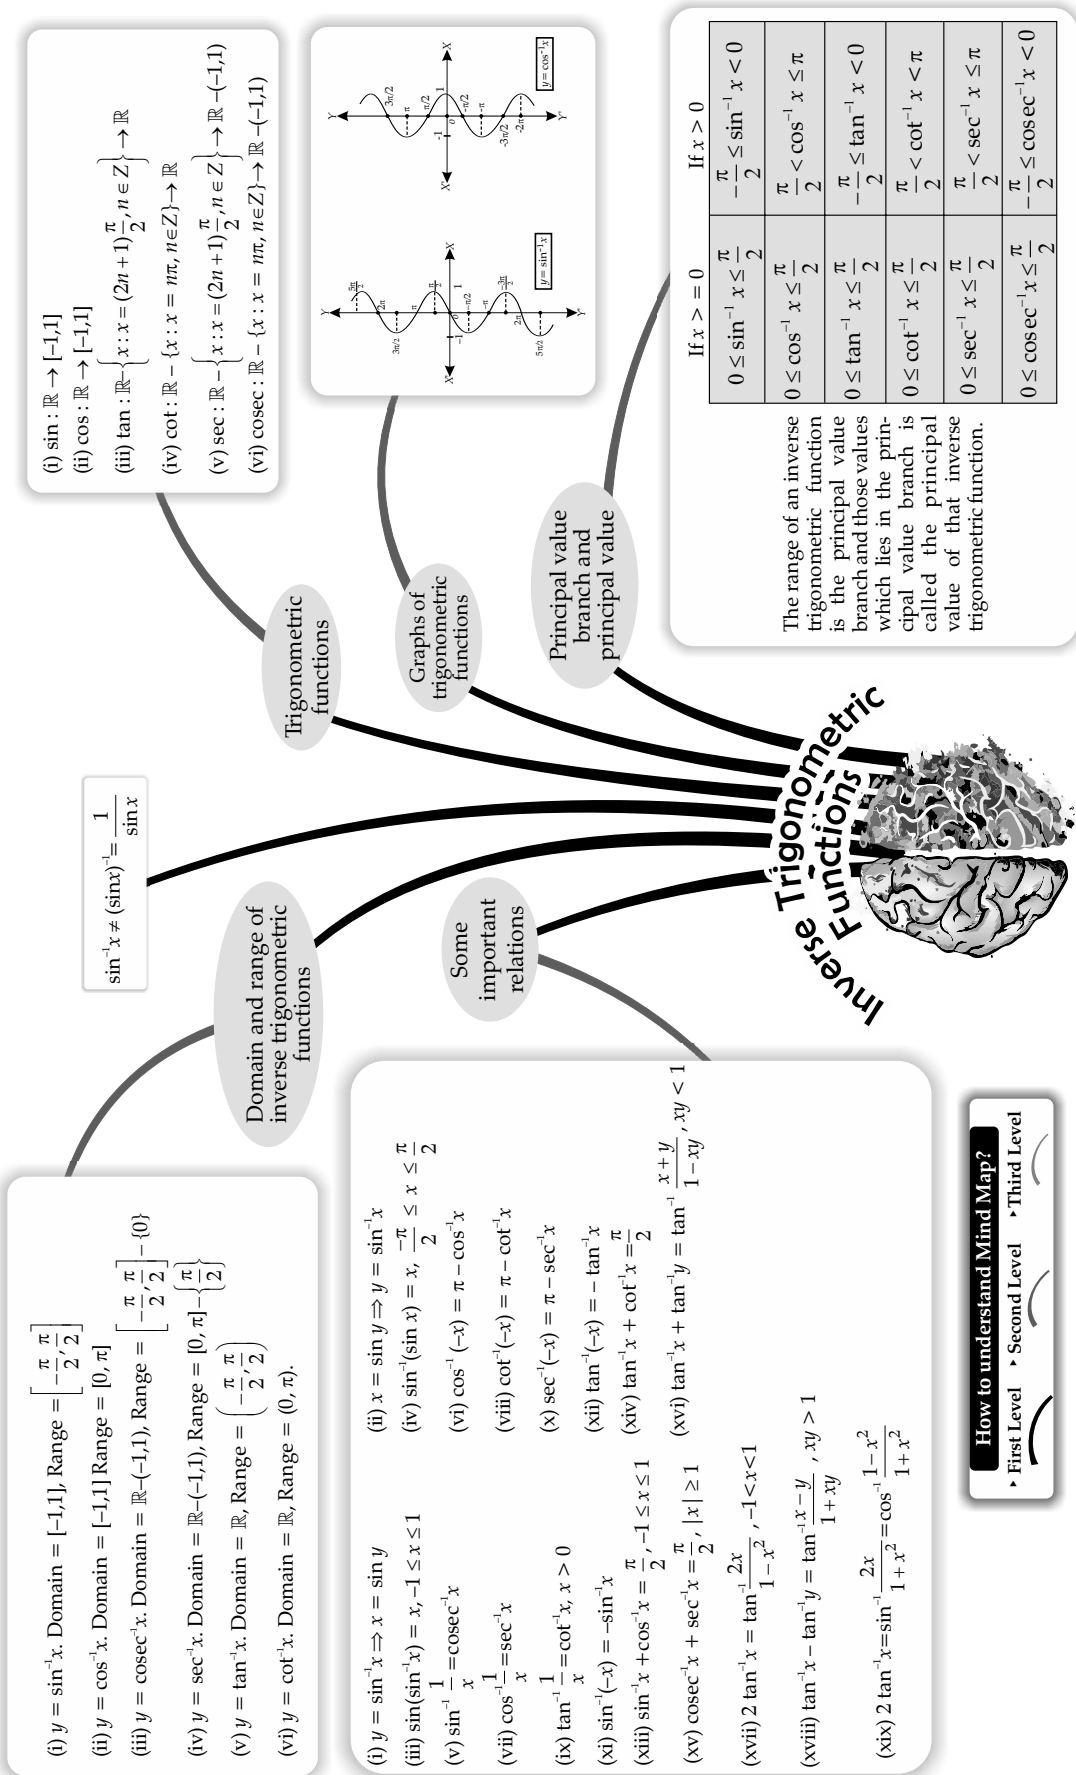 (i) y = sin⁻¹x. Domain = [–1,1], Range = [-π/2, π/2]
(ii) y = cos⁻¹x. Domain = [–1,1] Range = [0, π]
(iii) y = cosec⁻¹x. Domain = ℝ–(–1,1), Range = [-π/2, π/2] – {0}
(iv) y = sec⁻¹x. Domain = ℝ–(–1,1), Range = [0, π] – {π/2}
(v) y = tan⁻¹x. Domain = ℝ, Range = (-π/2, π/2)
(vi) y = cot⁻¹x. Domain = ℝ, Range = (0, π).
Domain and range of
inverse trigonometric
functions
sin⁻¹x ≠ (sinx)⁻¹ = 1/sin x
Trigonometric
functions
(i) sin : ℝ → [-1,1]
(ii) cos : ℝ → [-1,1]
(iii) tan : ℝ–{x : x = (2n+1)π/2, n ∈ Z} → ℝ
(iv) cot : ℝ – {x : x = nπ, n∈Z} → ℝ
(v) sec : ℝ – {x : x = (2n+1)π/2, n ∈ Z} → ℝ –(–1,1)
(vi) cosec : ℝ – {x : x = nπ, n∈Z} → ℝ –(–1,1)
Graphs of
trigonometric
functions
y = sin⁻¹x
y = cos⁻¹x
Principal value
branch and
principal value
The range of an inverse
trigonometric function
is the principal value
branch and those values
which lies in the prin-
cipal value branch is
called the principal
value of that inverse
trigonometric function.
If x > = 0 If x > 0
0 ≤ sin⁻¹ x ≤ π/2 -π/2 ≤ sin⁻¹ x < 0
0 ≤ cos⁻¹ x ≤ π/2 π/2 < cos⁻¹ x ≤ π
0 ≤ tan⁻¹ x ≤ π/2 -π/2 ≤ tan⁻¹ x < 0
0 ≤ cot⁻¹ x ≤ π/2 π/2 < cot⁻¹ x < π
0 ≤ sec⁻¹ x ≤ π/2 π/2 < sec⁻¹ x ≤ π
0 ≤ cosec⁻¹x ≤ π/2 -π/2 ≤ cosec⁻¹x < 0
Some
important
relations
(i) y = sin⁻¹x ⇒ x = sin y
(ii) x = sin y ⇒ y = sin⁻¹x
(iii) sin(sin⁻¹x) = x, –1 ≤ x ≤ 1
(iv) sin⁻¹(sin x) = x, -π/2 ≤ x ≤ π/2
(v) sin⁻¹ 1/x = cosec⁻¹x
(vi) cos⁻¹ (–x) = π – cos⁻¹x
(vii) cos⁻¹ 1/x = sec⁻¹x
(viii) cot⁻¹(–x) = π – cot⁻¹x
(ix) tan⁻¹ 1/x = cot⁻¹x, x > 0
(x) sec⁻¹(–x) = π – sec⁻¹x
(xi) sin⁻¹(–x) = –sin⁻¹x
(xii) tan⁻¹(–x) = – tan⁻¹x
(xiii) sin⁻¹x + cos⁻¹x = π/2, –1 ≤ x ≤ 1
(xiv) tan⁻¹x + cot⁻¹x = π/2
(xv) cosec⁻¹x + sec⁻¹x = π/2, |x| ≥ 1
(xvi) tan⁻¹x + tan⁻¹y = tan⁻¹ (x+y)/(1–xy), xy < 1
(xvii) 2 tan⁻¹x = tan⁻¹ 2x/(1–x²), –1<x<1
(xviii) tan⁻¹x – tan⁻¹y = tan⁻¹ (x–y)/(1+xy), xy > 1
(xix) 2 tan⁻¹x = sin⁻¹ 2x/(1+x²) = cos⁻¹ (1–x²)/(1+x²)
Inverse Trigonometric
Functions
How to understand Mind Map?
First Level Second Level Third Level